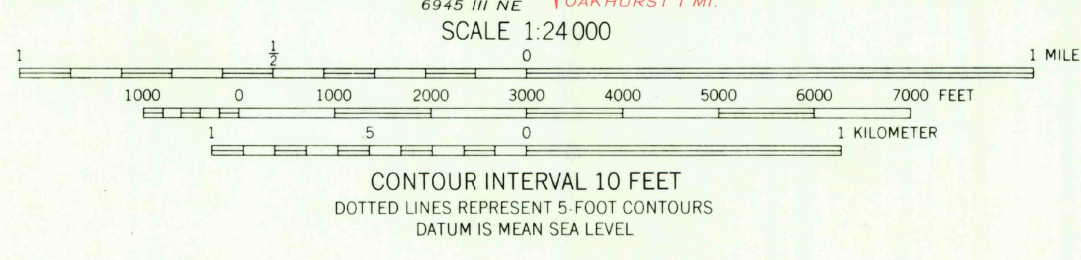 6945 III NE OAKHURST 1 MI.
SCALE 1:24 000
1 ½ 0 1 MILE
1000 0 1000 2000 3000 4000 5000 6000 7000 FEET
1 .5 0 1 KILOMETER
CONTOUR INTERVAL 10 FEET
DOTTED LINES REPRESENT 5-FOOT CONTOURS
DATUM IS MEAN SEA LEVEL